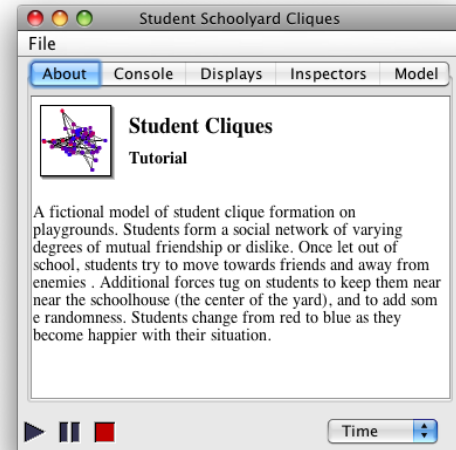 Student Schoolyard Cliques
File
About Console Displays Inspectors Model
Student Cliques
Tutorial
A fictional model of student clique formation on
playgrounds. Students form a social network of varying
degrees of mutual friendship or dislike. Once let out of
school, students try to move towards friends and away from
enemies . Additional forces tug on students to keep them near
near the schoolhouse (the center of the yard), and to add som
e randomness. Students change from red to blue as they
become happier with their situation.
Time